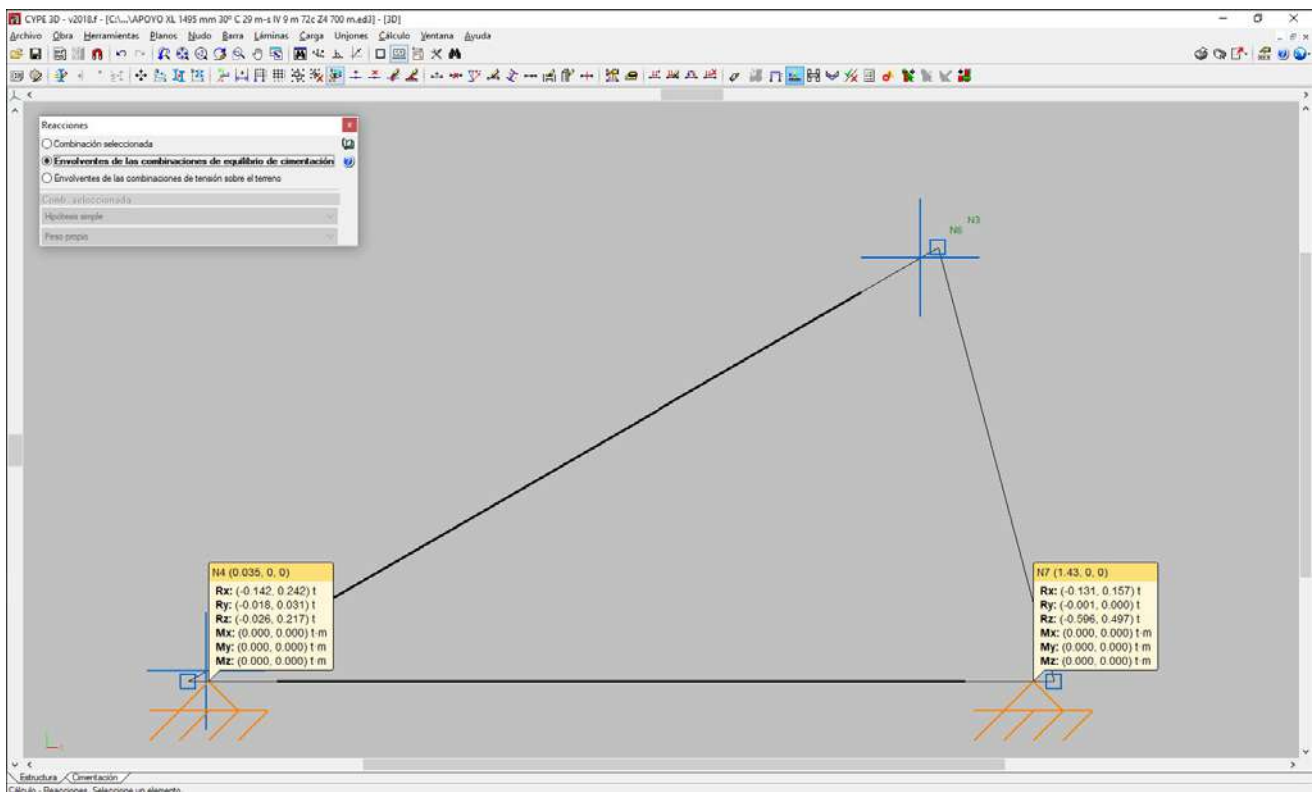 CYPE 3D - v2018.f - [C:\...\APOYO XL 1495 mm 30º C 29 m-s IV 9 m 72c Z4 700 m.ed3] - [3D]
Archivo Obra Herramientas Planos Nudo Barra Láminas Carga Uniones Cálculo Ventana Ayuda
Reacciones
Combinación seleccionada
Envolventes de las combinaciones de equilibrio de cimentación
Envolventes de las combinaciones de tensión sobre el terreno
Comb. seleccionada
Hipótesis simple
Peso propio
N3
N6
N4 (0.035, 0, 0)
Rx: (-0.142, 0.242) t
Ry: (-0.018, 0.031) t
Rz: (-0.026, 0.217) t
Mx: (0.000, 0.000) t·m
My: (0.000, 0.000) t·m
Mz: (0.000, 0.000) t·m
N7 (1.43, 0, 0)
Rx: (-0.131, 0.157) t
Ry: (-0.001, 0.000) t
Rz: (-0.596, 0.497) t
Mx: (0.000, 0.000) t·m
My: (0.000, 0.000) t·m
Mz: (0.000, 0.000) t·m
Estructura Cimentación
Cálculo - Reacciones. Seleccione un elemento.